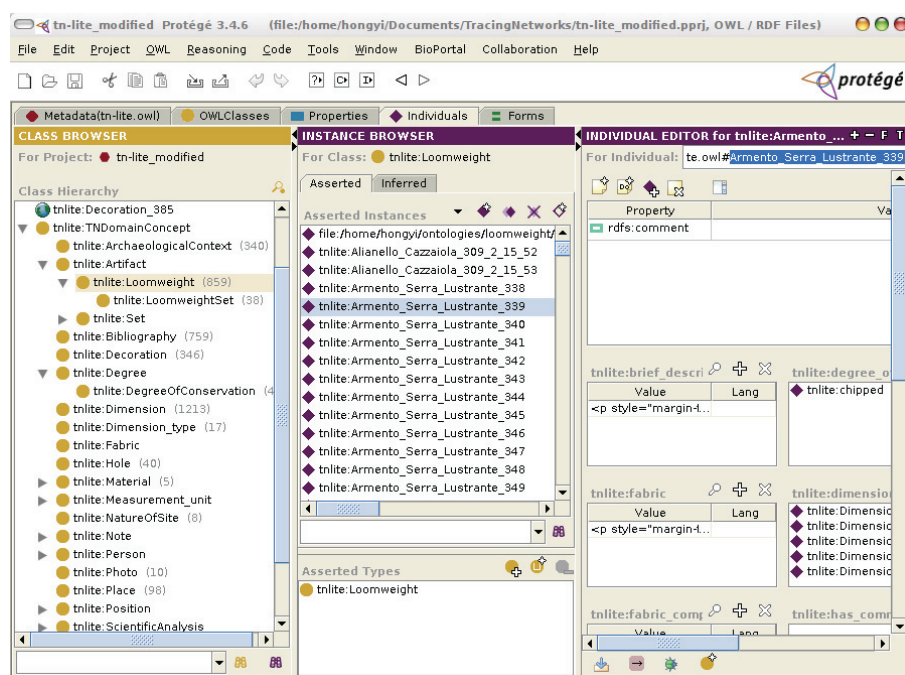 tn-lite_modified Protégé 3.4.6 (file:/home/hongyi/Documents/TracingNetworks/tn-lite_modified.pprj, OWL / RDF Files)
File Edit Project OWL Reasoning Code Tools Window BioPortal Collaboration Help
protégé
Metadata(tn-lite.owl) OWLClasses Properties Individuals Forms
CLASS BROWSER
For Project: tn-lite_modified
Class Hierarchy
tnlite:Decoration_385
tnlite:TNDomainConcept
tnlite:ArchaeologicalContext (340)
tnlite:Artifact
tnlite:Loomweight (859)
tnlite:LoomweightSet (38)
tnlite:Set
tnlite:Bibliography (759)
tnlite:Decoration (346)
tnlite:Degree
tnlite:DegreeOfConservation (4
tnlite:Dimension (1213)
tnlite:Dimension_type (17)
tnlite:Fabric
tnlite:Hole (40)
tnlite:Material (5)
tnlite:Measurement_unit
tnlite:NatureOfSite (8)
tnlite:Note
tnlite:Person
tnlite:Photo (10)
tnlite:Place (98)
tnlite:Position
tnlite:ScientificAnalysis
INSTANCE BROWSER
For Class: tnlite:Loomweight
Asserted Inferred
Asserted Instances
file:/home/hongyi/ontologies/loomweight/
tnlite:Alianello_Cazzaiola_309_2_15_52
tnlite:Alianello_Cazzaiola_309_2_15_53
tnlite:Armento_Serra_Lustrante_338
tnlite:Armento_Serra_Lustrante_339
tnlite:Armento_Serra_Lustrante_340
tnlite:Armento_Serra_Lustrante_341
tnlite:Armento_Serra_Lustrante_342
tnlite:Armento_Serra_Lustrante_343
tnlite:Armento_Serra_Lustrante_344
tnlite:Armento_Serra_Lustrante_345
tnlite:Armento_Serra_Lustrante_346
tnlite:Armento_Serra_Lustrante_347
tnlite:Armento_Serra_Lustrante_348
tnlite:Armento_Serra_Lustrante_349
Asserted Types
tnlite:Loomweight
INDIVIDUAL EDITOR for tnlite:Armento_ ... + − F T
For Individual: te.owl#Armento_Serra_Lustrante_339
Property Va
rdfs:comment
tnlite:brief_descri
Value Lang
<p style="margin-t...
tnlite:degree_o
tnlite:chipped
tnlite:fabric
Value Lang
<p style="margin-t...
tnlite:dimension
tnlite:Dimensic
tnlite:Dimensic
tnlite:Dimensic
tnlite:Dimensic
tnlite:Dimensic
tnlite:fabric_comp
Value Lang
tnlite:has_comr